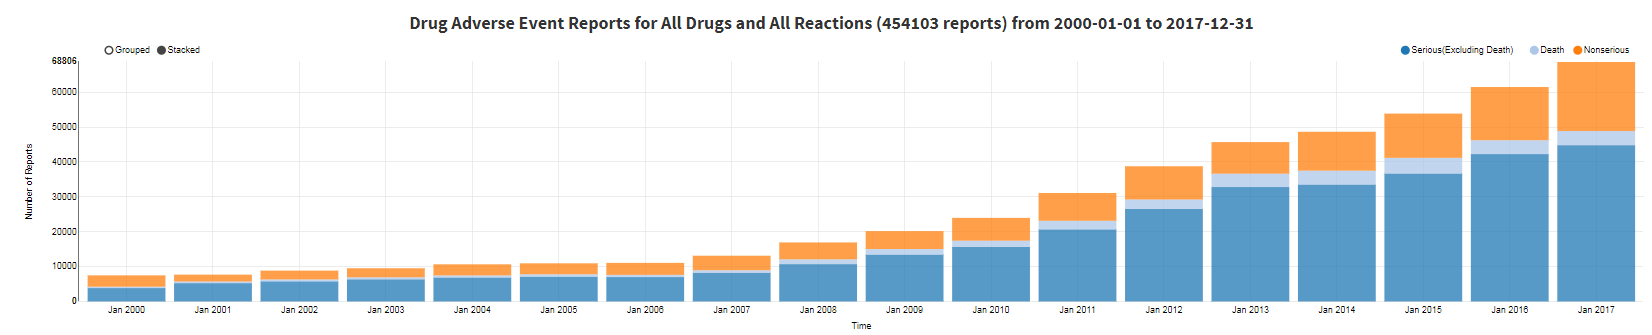 Drug Adverse Event Reports for All Drugs and All Reactions (454103 reports) from 2000-01-01 to 2017-12-31
Grouped Stacked
Serious(Excluding Death) Death Nonserious
68806
60000
50000
40000
30000
20000
10000
0
Number of Reports
Jan 2000 Jan 2001 Jan 2002 Jan 2003 Jan 2004 Jan 2005 Jan 2006 Jan 2007 Jan 2008 Jan 2009 Jan 2010 Jan 2011 Jan 2012 Jan 2013 Jan 2014 Jan 2015 Jan 2016 Jan 2017
Time